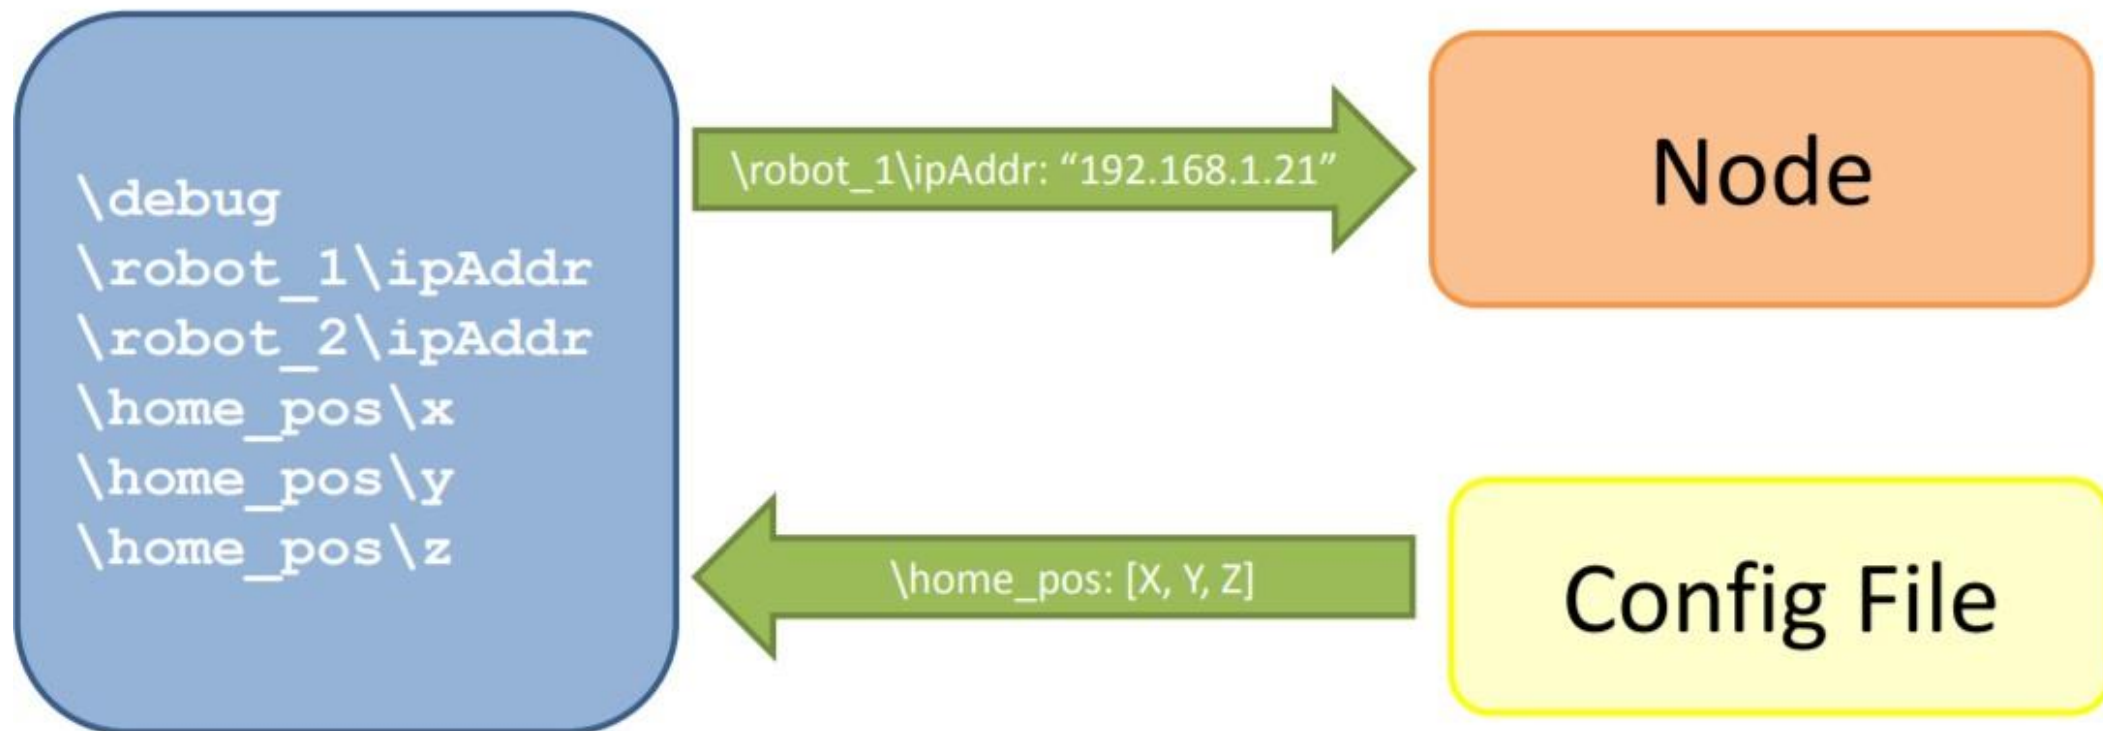 \debug
\robot_1\ipAddr
\robot_2\ipAddr
\home_pos\x
\home_pos\y
\home_pos\z
\robot_1\ipAddr: “192.168.1.21”
Node
\home_pos: [X, Y, Z]
Config File